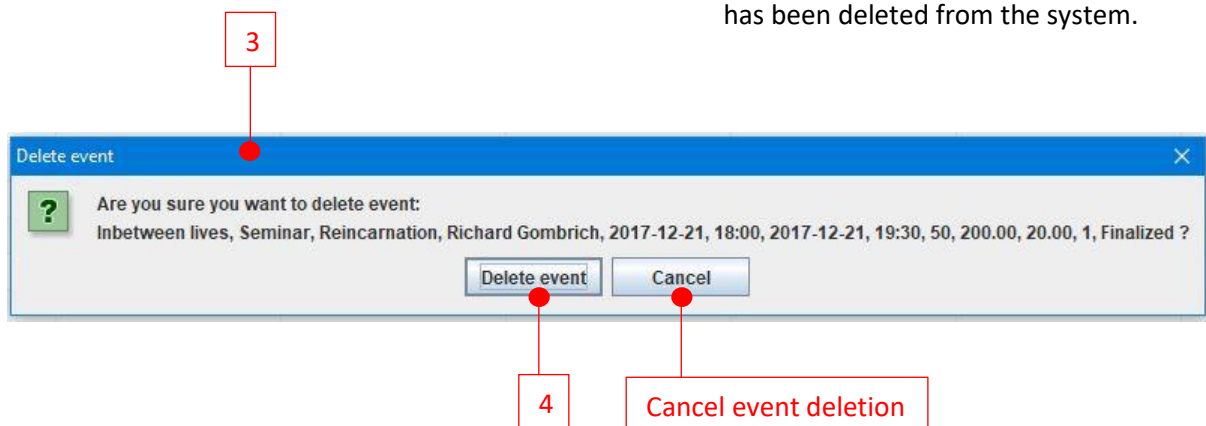 has been deleted from the system.
3
Delete event
Are you sure you want to delete event:
Inbetween lives, Seminar, Reincarnation, Richard Gombrich, 2017-12-21, 18:00, 2017-12-21, 19:30, 50, 200.00, 20.00, 1, Finalized ?
Delete event Cancel
4 Cancel event deletion